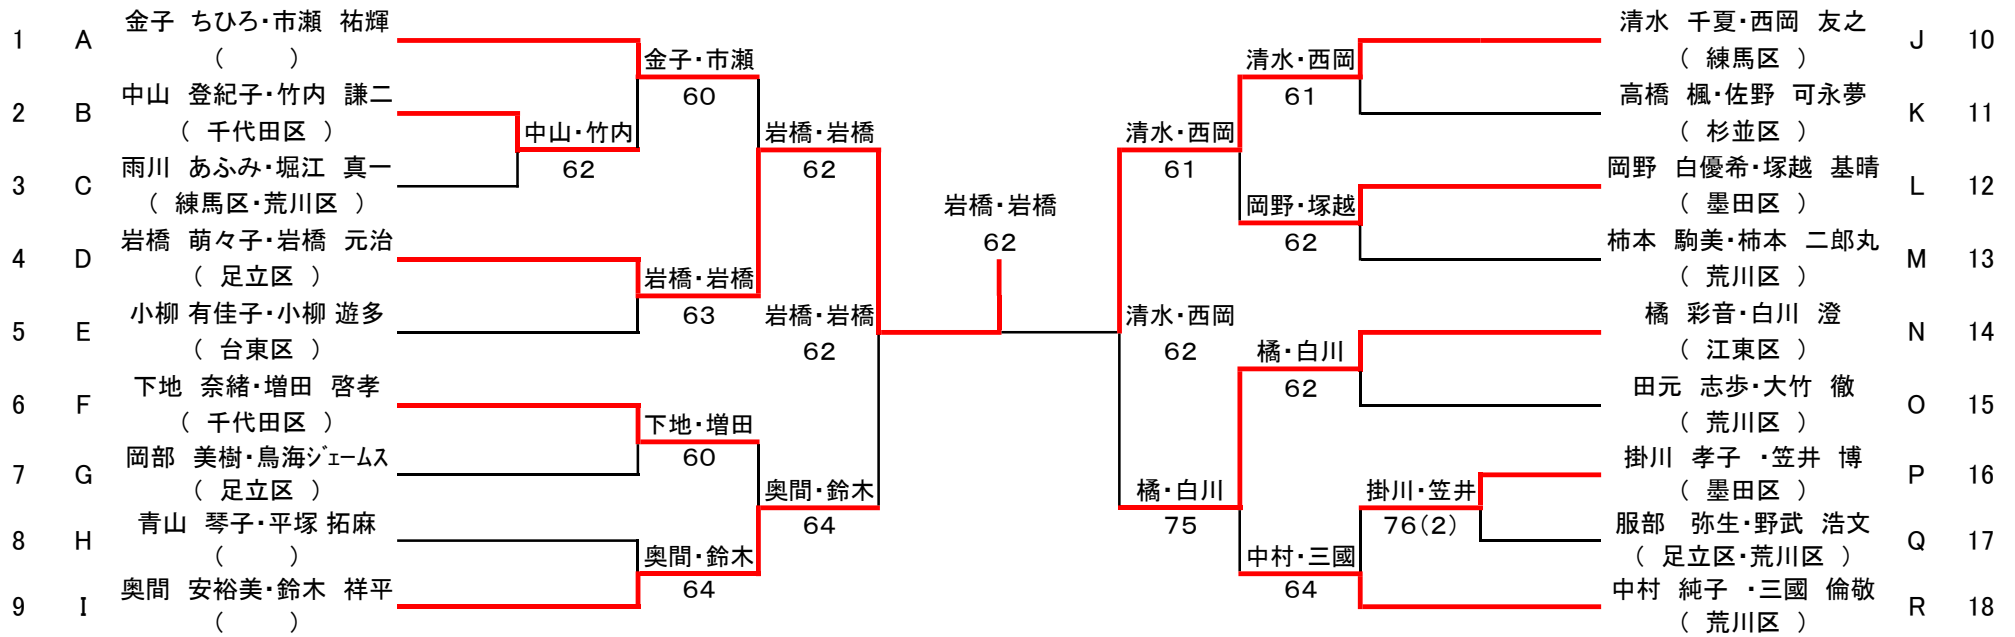 1 A 金子 ちひろ・市瀬 祐輝
( )
2 B 中山 登紀子・竹内 謙二
( 千代田区 )
3 C 雨川 あふみ・堀江 真一
( 練馬区・荒川区 )
4 D 岩橋 萌々子・岩橋 元治
( 足立区 )
5 E 小柳 有佳子・小柳 遊多
( 台東区 )
6 F 下地 奈緒・増田 啓孝
( 千代田区 )
7 G 岡部 美樹・鳥海ジェームス
( 足立区 )
8 H 青山 琴子・平塚 拓麻
( )
9 I 奥間 安裕美・鈴木 祥平
( )
中山・竹内
62
金子・市瀬
60
岩橋・岩橋
63
下地・増田
60
奥間・鈴木
64
岩橋・岩橋
62
奥間・鈴木
64
岩橋・岩橋
62
岩橋・岩橋
62
清水・西岡
62
清水・西岡
61
橘・白川
75
清水・西岡
61
岡野・塚越
62
橘・白川
62
中村・三國
64
掛川・笠井
76(2)
清水 千夏・西岡 友之 J 10
( 練馬区 )
高橋 楓・佐野 可永夢 K 11
( 杉並区 )
岡野 白優希・塚越 基晴 L 12
( 墨田区 )
柿本 駒美・柿本 二郎丸 M 13
( 荒川区 )
橘 彩音・白川 澄 N 14
( 江東区 )
田元 志歩・大竹 徹 O 15
( 荒川区 )
掛川 孝子 ・笠井 博 P 16
( 墨田区 )
服部 弥生・野武 浩文 Q 17
( 足立区・荒川区 )
中村 純子 ・三國 倫敬 R 18
( 荒川区 )